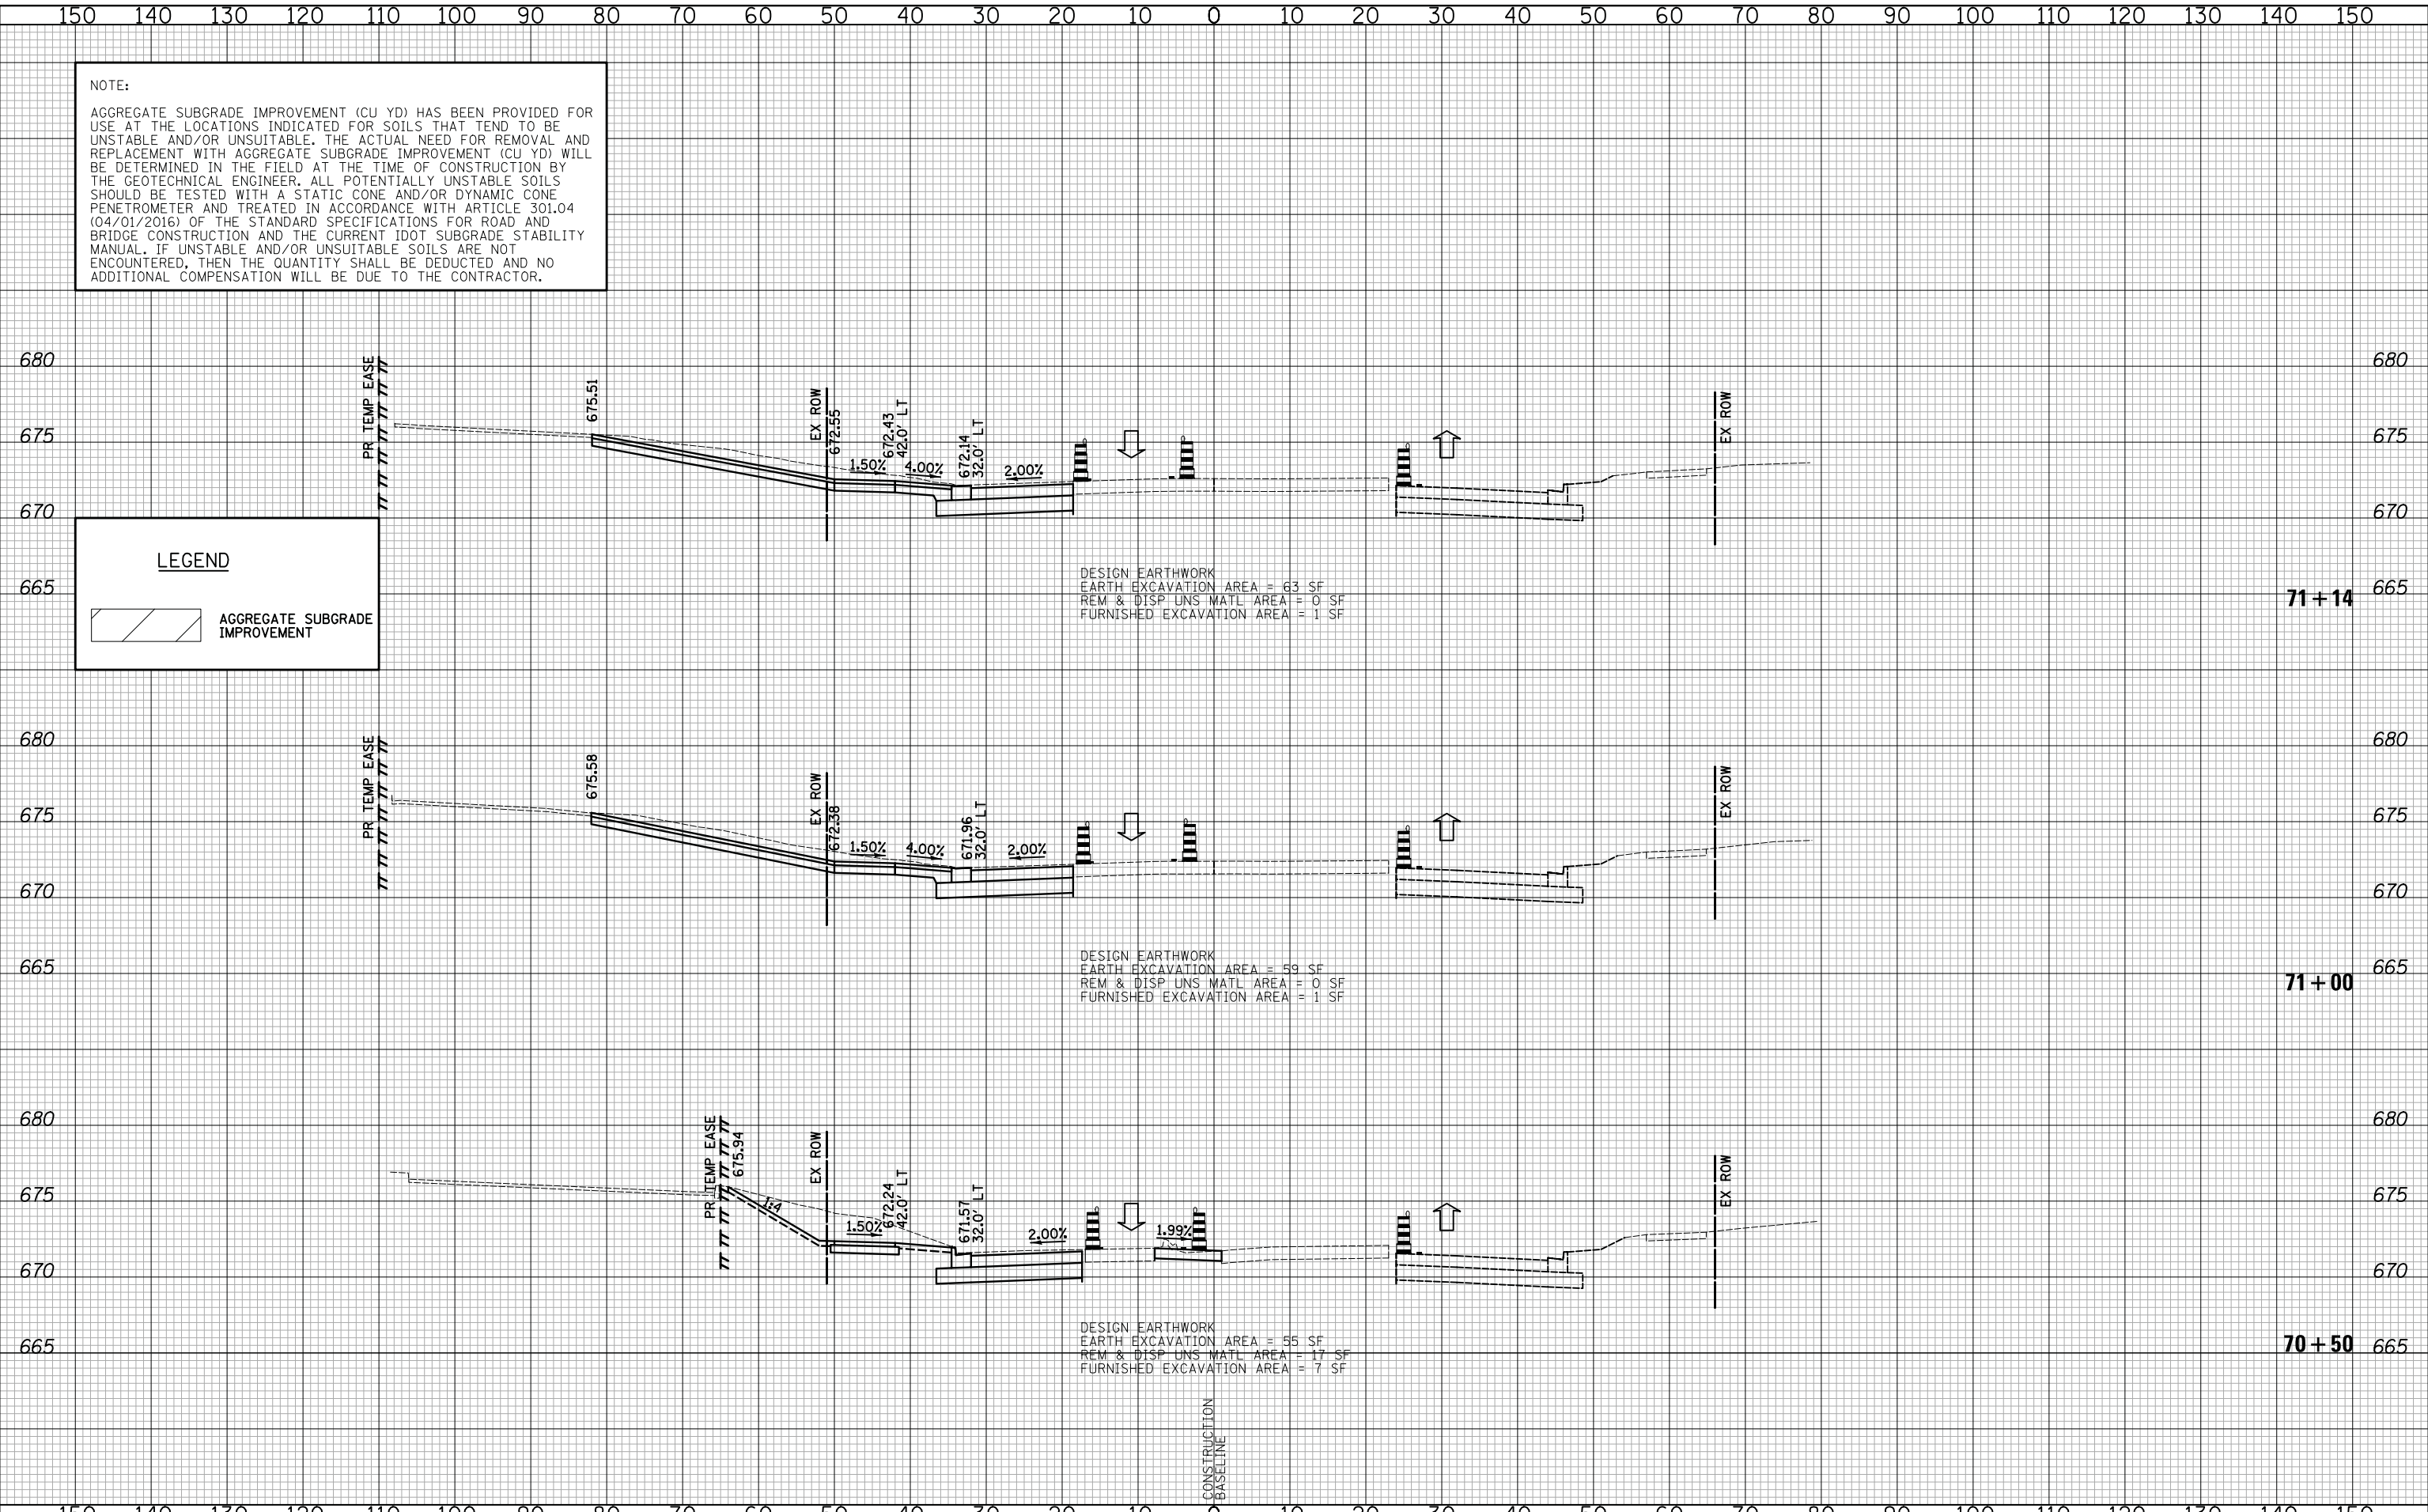 150 140 130 120 110 100 90 80 70 60 50 40 30 20 10 0 10 20 30 40 50 60 70 80 90 100 110 120 130 140 150
NOTE:
AGGREGATE SUBGRADE IMPROVEMENT (CU YD) HAS BEEN PROVIDED FOR
USE AT THE LOCATIONS INDICATED FOR SOILS THAT TEND TO BE
UNSTABLE AND/OR UNSUITABLE. THE ACTUAL NEED FOR REMOVAL AND
REPLACEMENT WITH AGGREGATE SUBGRADE IMPROVEMENT (CU YD) WILL
BE DETERMINED IN THE FIELD AT THE TIME OF CONSTRUCTION BY
THE GEOTECHNICAL ENGINEER. ALL POTENTIALLY UNSTABLE SOILS
SHOULD BE TESTED WITH A STATIC CONE AND/OR DYNAMIC CONE
PENETROMETER AND TREATED IN ACCORDANCE WITH ARTICLE 301.04
(04/01/2016) OF THE STANDARD SPECIFICATIONS FOR ROAD AND
BRIDGE CONSTRUCTION AND THE CURRENT IDOT SUBGRADE STABILITY
MANUAL. IF UNSTABLE AND/OR UNSUITABLE SOILS ARE NOT
ENCOUNTERED, THEN THE QUANTITY SHALL BE DEDUCTED AND NO
ADDITIONAL COMPENSATION WILL BE DUE TO THE CONTRACTOR.
680 680
PR TEMP EASE
675.51
EX ROW
672.55
672.43
42.0' LT
672.14
32.0' LT
EX ROW
675 675
1.50% 4.00% 2.00%
670 670
LEGEND
AGGREGATE SUBGRADE
IMPROVEMENT
665 665
DESIGN EARTHWORK
EARTH EXCAVATION AREA = 63 SF
REM & DISP UNS MATL AREA = 0 SF
FURNISHED EXCAVATION AREA = 1 SF
71+14
680 680
PR TEMP EASE
675.58
EX ROW
672.38
671.96
32.0' LT
EX ROW
675 675
1.50% 4.00% 2.00%
670 670
665 665
DESIGN EARTHWORK
EARTH EXCAVATION AREA = 59 SF
REM & DISP UNS MATL AREA = 0 SF
FURNISHED EXCAVATION AREA = 1 SF
71+00
680 680
PR TEMP EASE
675.94
EX ROW
672.24
42.0' LT
671.57
32.0' LT
EX ROW
675 675
1:4
1.50% 2.00% 1.99%
670 670
665 665
DESIGN EARTHWORK
EARTH EXCAVATION AREA = 55 SF
REM & DISP UNS MATL AREA = 17 SF
FURNISHED EXCAVATION AREA = 7 SF
70+50
CONSTRUCTION
BASELINE
150 140 130 120 110 100 90 80 70 60 50 40 30 20 10 0 10 20 30 40 50 60 70 80 90 100 110 120 130 140 150